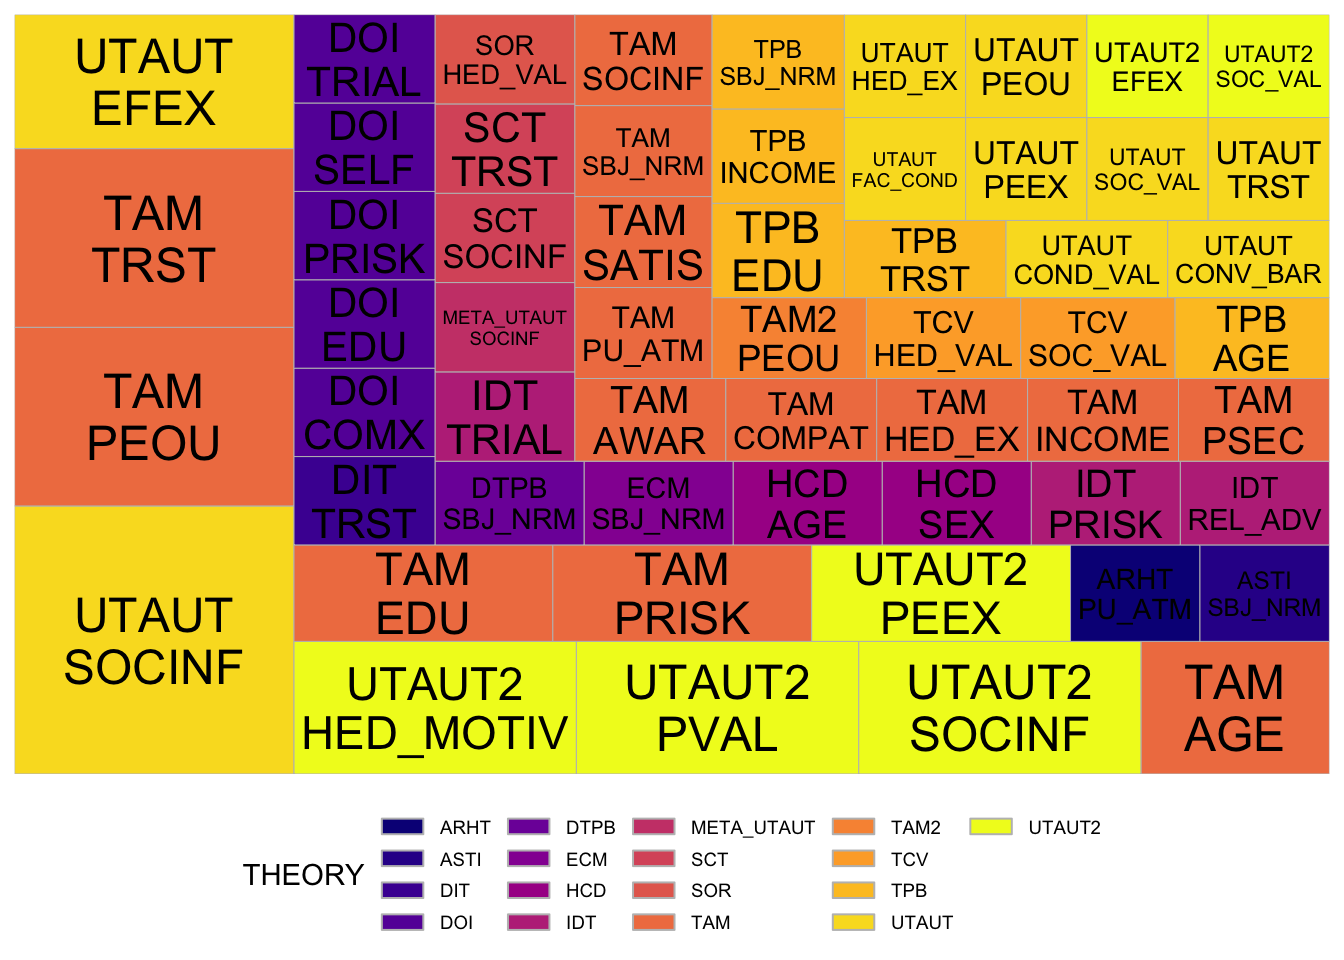 UTAUT
EFEX
TAM
TRST
TAM
PEOU
UTAUT
SOCINF
DOI
TRIAL
DOI
SELF
DOI
PRISK
DOI
EDU
DOI
COMX
DIT
TRST
SOR
HED_VAL
SCT
TRST
SCT
SOCINF
META_UTAUT
SOCINF
IDT
TRIAL
TAM
SOCINF
TAM
SBJ_NRM
TAM
SATIS
TAM
PU_ATM
TPB
SBJ_NRM
TPB
INCOME
TPB
EDU
UTAUT
HED_EX
UTAUT
PEOU
UTAUT2
EFEX
UTAUT2
SOC_VAL
UTAUT
FAC_COND
UTAUT
PEEX
UTAUT
SOC_VAL
UTAUT
TRST
TPB
TRST
UTAUT
COND_VAL
UTAUT
CONV_BAR
TAM2
PEOU
TCV
HED_VAL
TCV
SOC_VAL
TPB
AGE
TAM
AWAR
TAM
COMPAT
TAM
HED_EX
TAM
INCOME
TAM
PSEC
DTPB
SBJ_NRM
ECM
SBJ_NRM
HCD
AGE
HCD
SEX
IDT
PRISK
IDT
REL_ADV
TAM
EDU
TAM
PRISK
UTAUT2
PEEX
ARHT
PU_ATM
ASTI
SBJ_NRM
UTAUT2
HED_MOTIV
UTAUT2
PVAL
UTAUT2
SOCINF
TAM
AGE
THEORY
ARHT
ASTI
DIT
DOI
DTPB
ECM
HCD
IDT
META_UTAUT
SCT
SOR
TAM
TAM2
TCV
TPB
UTAUT
UTAUT2